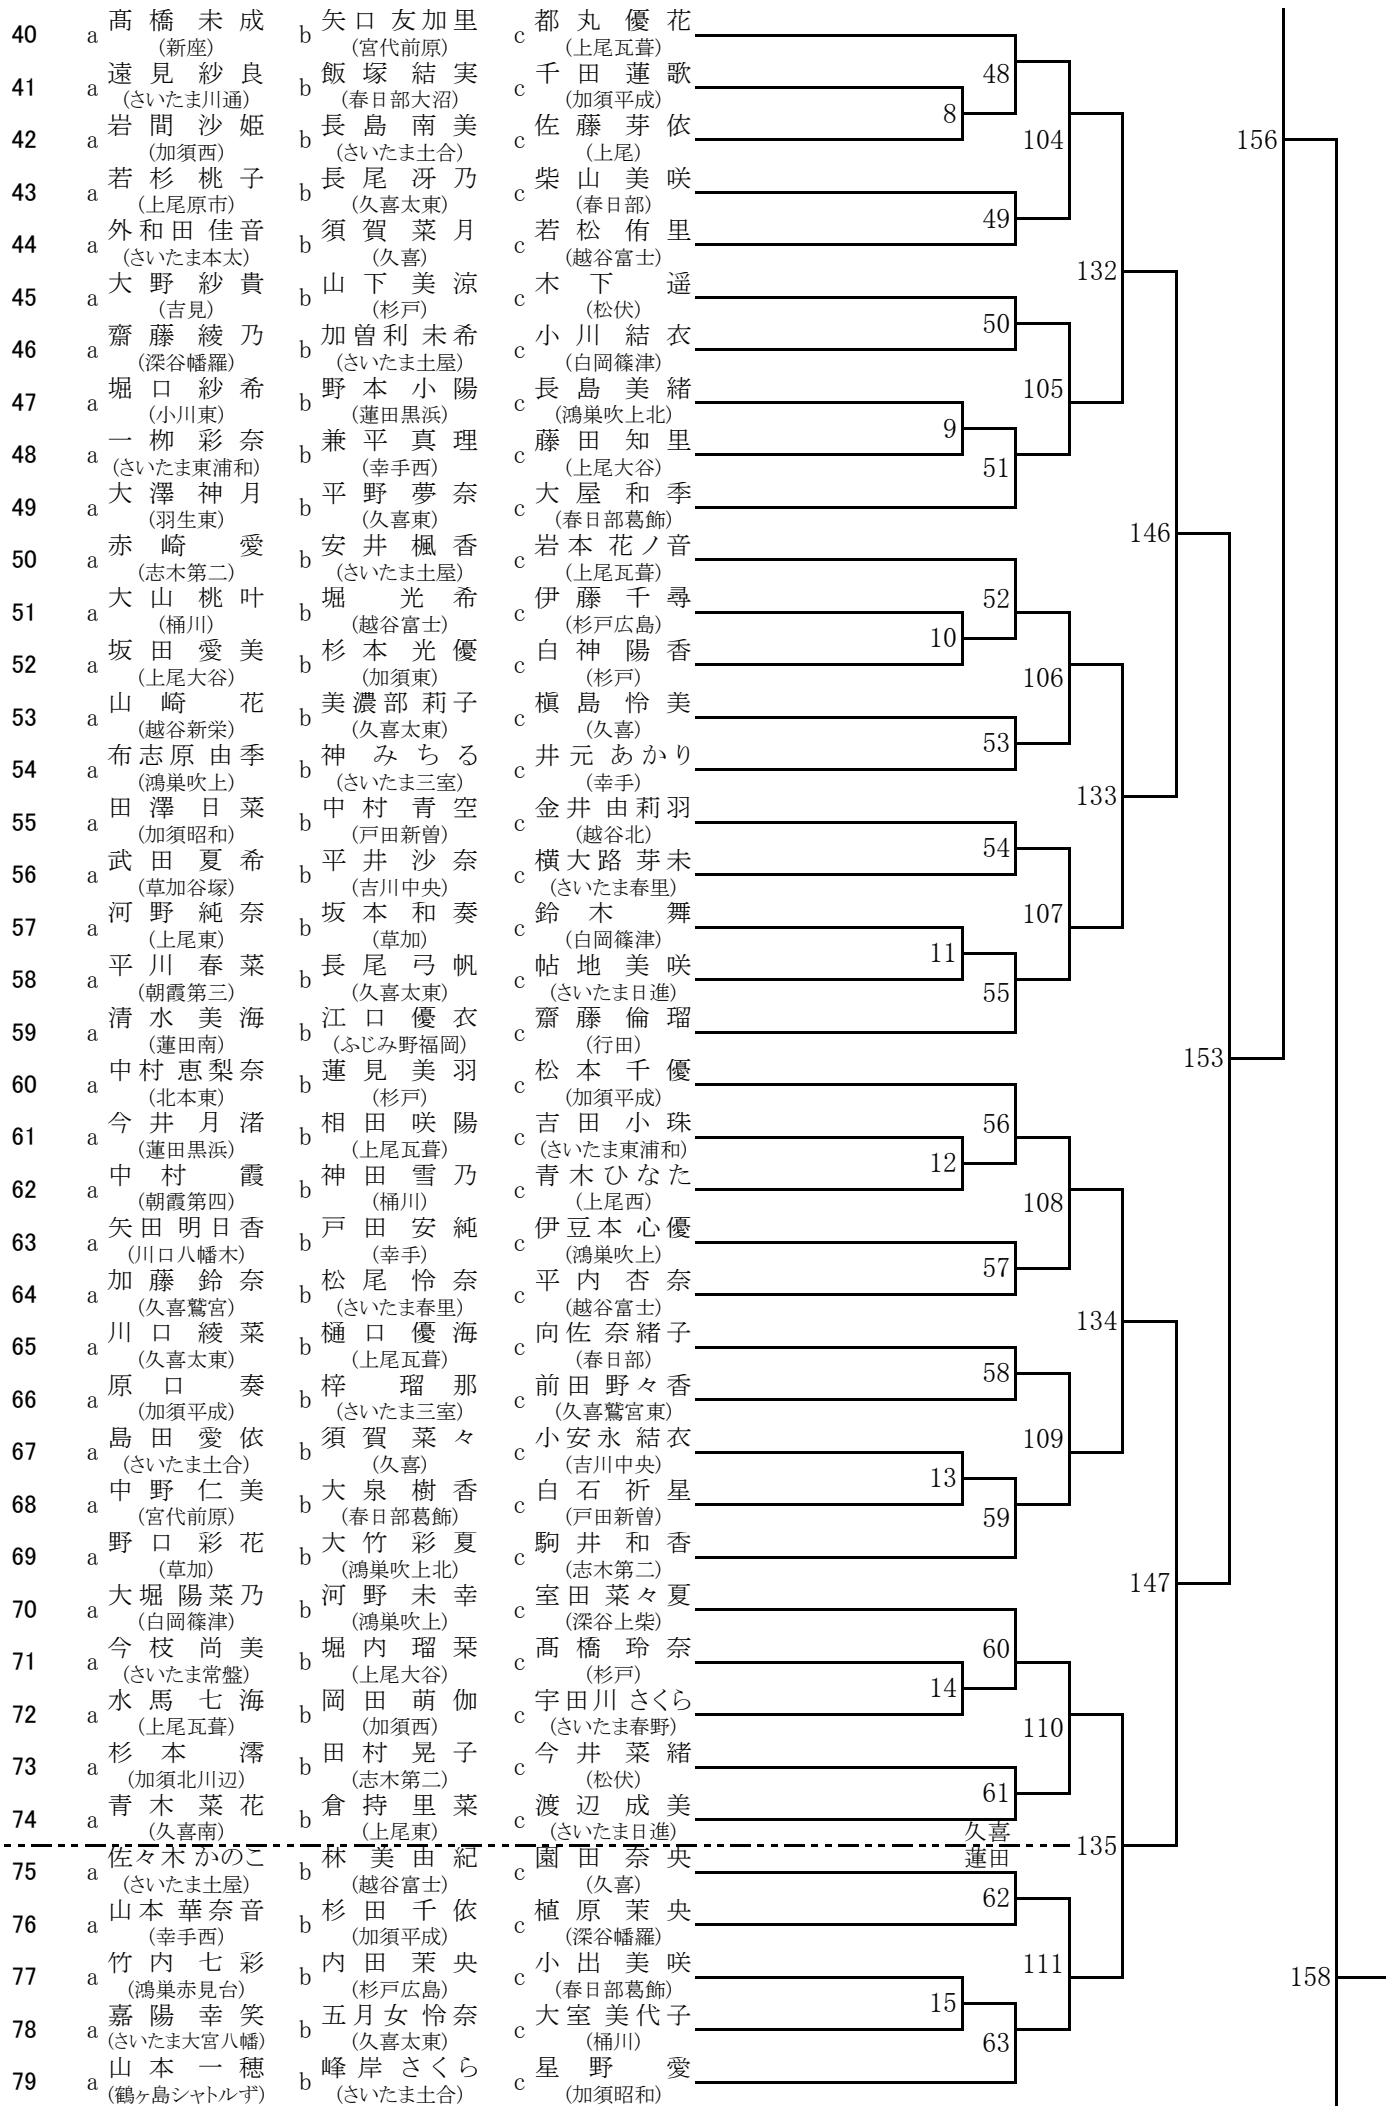 40 a 髙橋未成 b 矢口友加里 c 都丸優花
(新座) (宮代前原) (上尾瓦葺)
48
41 a 遠見紗良 b 飯塚結実 c 千田蓮歌
(さいたま川通) (春日部大沼) (加須平成)
8
42 a 岩間沙姫 b 長島南美 c 佐藤芽依 104 156
(加須西) (さいたま土合) (上尾)
43 a 若杉桃子 b 長尾冴乃 c 柴山美咲
(上尾原市) (久喜太東) (春日部)
49
44 a 外和田佳音 b 須賀菜月 c 若松侑里
(さいたま本太) (久喜) (越谷富士)
132
45 a 大野紗貴 b 山下美涼 c 木下遥
(吉見) (杉戸) (松伏)
50
46 a 齋藤綾乃 b 加曽利未希 c 小川結衣
(深谷幡羅) (さいたま土屋) (白岡篠津)
105
47 a 堀口紗希 b 野本小陽 c 長島美緒
(小川東) (蓮田黒浜) (鴻巣吹上北)
9
48 a 一栁彩奈 b 兼平真理 c 藤田知里
(さいたま東浦和) (幸手西) (上尾大谷)
51
49 a 大澤神月 b 平野夢奈 c 大屋和季
(羽生東) (久喜東) (春日部葛飾)
146
50 a 赤崎愛 b 安井楓香 c 岩本花ノ音
(志木第二) (さいたま土屋) (上尾瓦葺)
52
51 a 大山桃叶 b 堀光希 c 伊藤千尋
(桶川) (越谷富士) (杉戸広島)
10
52 a 坂田愛美 b 杉本光優 c 白神陽香
(上尾大谷) (加須東) (杉戸)
106
53 a 山崎花 b 美濃部莉子 c 槇島怜美
(越谷新栄) (久喜太東) (久喜)
53
54 a 布志原由季 b 神みちる c 井元あかり
(鴻巣吹上) (さいたま三室) (幸手)
133
55 a 田澤日菜 b 中村青空 c 金井由莉羽
(加須昭和) (戸田新曽) (越谷北)
54
56 a 武田夏希 b 平井沙奈 c 横大路芽未
(草加谷塚) (吉川中央) (さいたま春里)
107
57 a 河野純奈 b 坂本和奏 c 鈴木舞
(上尾東) (草加) (白岡篠津)
11
58 a 平川春菜 b 長尾弓帆 c 帖地美咲
(朝霞第三) (久喜太東) (さいたま日進)
55
59 a 清水美海 b 江口優衣 c 齋藤倫瑠
(蓮田南) (ふじみ野福岡) (行田)
153
60 a 中村恵梨奈 b 蓮見美羽 c 松本千優
(北本東) (杉戸) (加須平成)
56
61 a 今井月渚 b 相田咲陽 c 吉田小珠
(蓮田黒浜) (上尾瓦葺) (さいたま東浦和)
12
62 a 中村霞 b 神田雪乃 c 青木ひなた
(朝霞第四) (桶川) (上尾西)
108
63 a 矢田明日香 b 戸田安純 c 伊豆本心優
(川口八幡木) (幸手) (鴻巣吹上)
57
64 a 加藤鈴奈 b 松尾怜奈 c 平内杏奈
(久喜鷲宮) (さいたま春里) (越谷富士)
134
65 a 川口綾菜 b 樋口優海 c 向佐奈緒子
(久喜太東) (上尾瓦葺) (春日部)
58
66 a 原口奏 b 梓瑠那 c 前田野々香
(加須平成) (さいたま三室) (久喜鷲宮東)
109
67 a 島田愛依 b 須賀菜々 c 小安永結衣
(さいたま土合) (久喜) (吉川中央)
13
68 a 中野仁美 b 大泉樹香 c 白石祈星
(宮代前原) (春日部葛飾) (戸田新曽)
59
69 a 野口彩花 b 大竹彩夏 c 駒井和香
(草加) (鴻巣吹上北) (志木第二)
147
70 a 大堀陽菜乃 b 河野未幸 c 室田菜々夏
(白岡篠津) (鴻巣吹上) (深谷上柴)
60
71 a 今枝尚美 b 堀内瑠栞 c 髙橋玲奈
(さいたま常盤) (上尾大谷) (杉戸)
14
72 a 水馬七海 b 岡田萌伽 c 宇田川さくら
(上尾瓦葺) (加須西) (さいたま春野)
110
73 a 杉本澪 b 田村晃子 c 今井菜緒
(加須北川辺) (志木第二) (松伏)
61
74 a 青木菜花 b 倉持里菜 c 渡辺成美
(久喜南) (上尾東) (さいたま日進) 久喜
135
75 a 佐々木かのこ b 林美由紀 c 園田奈央 蓮田
(さいたま土屋) (越谷富士) (久喜)
62
76 a 山本華奈音 b 杉田千依 c 植原茉央
(幸手西) (加須平成) (深谷幡羅)
111
77 a 竹内七彩 b 内田茉央 c 小出美咲 158
(鴻巣赤見台) (杉戸広島) (春日部葛飾)
15
78 a 嘉陽幸笑 b 五月女怜奈 c 大室美代子
(さいたま大宮八幡) (久喜太東) (桶川)
63
79 a 山本一穂 b 峰岸さくら c 星野愛
(鶴ヶ島シャトルず) (さいたま土合) (加須昭和)